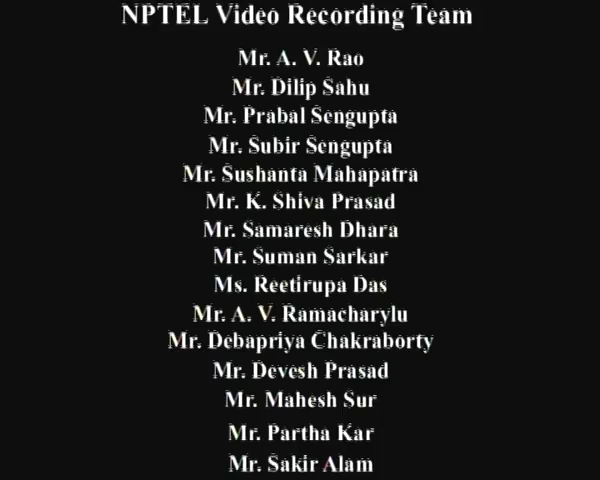 NPTEL Video Recording Team
Mr. A. V. Rao
Mr. Dilip Sahu
Mr. Prabal Sengupta
Mr. Subir Sengupta
Mr. Sushanta Mahapatra
Mr. K. Shiva Prasad
Mr. Samaresh Dhara
Mr. Suman Sarkar
Ms. Reetirupa Das
Mr. A. V. Ramacharylu
Mr. Debapriya Chakraborty
Mr. Devesh Prasad
Mr. Mahesh Sur
Mr. Partha Kar
Mr. Sakir Alam